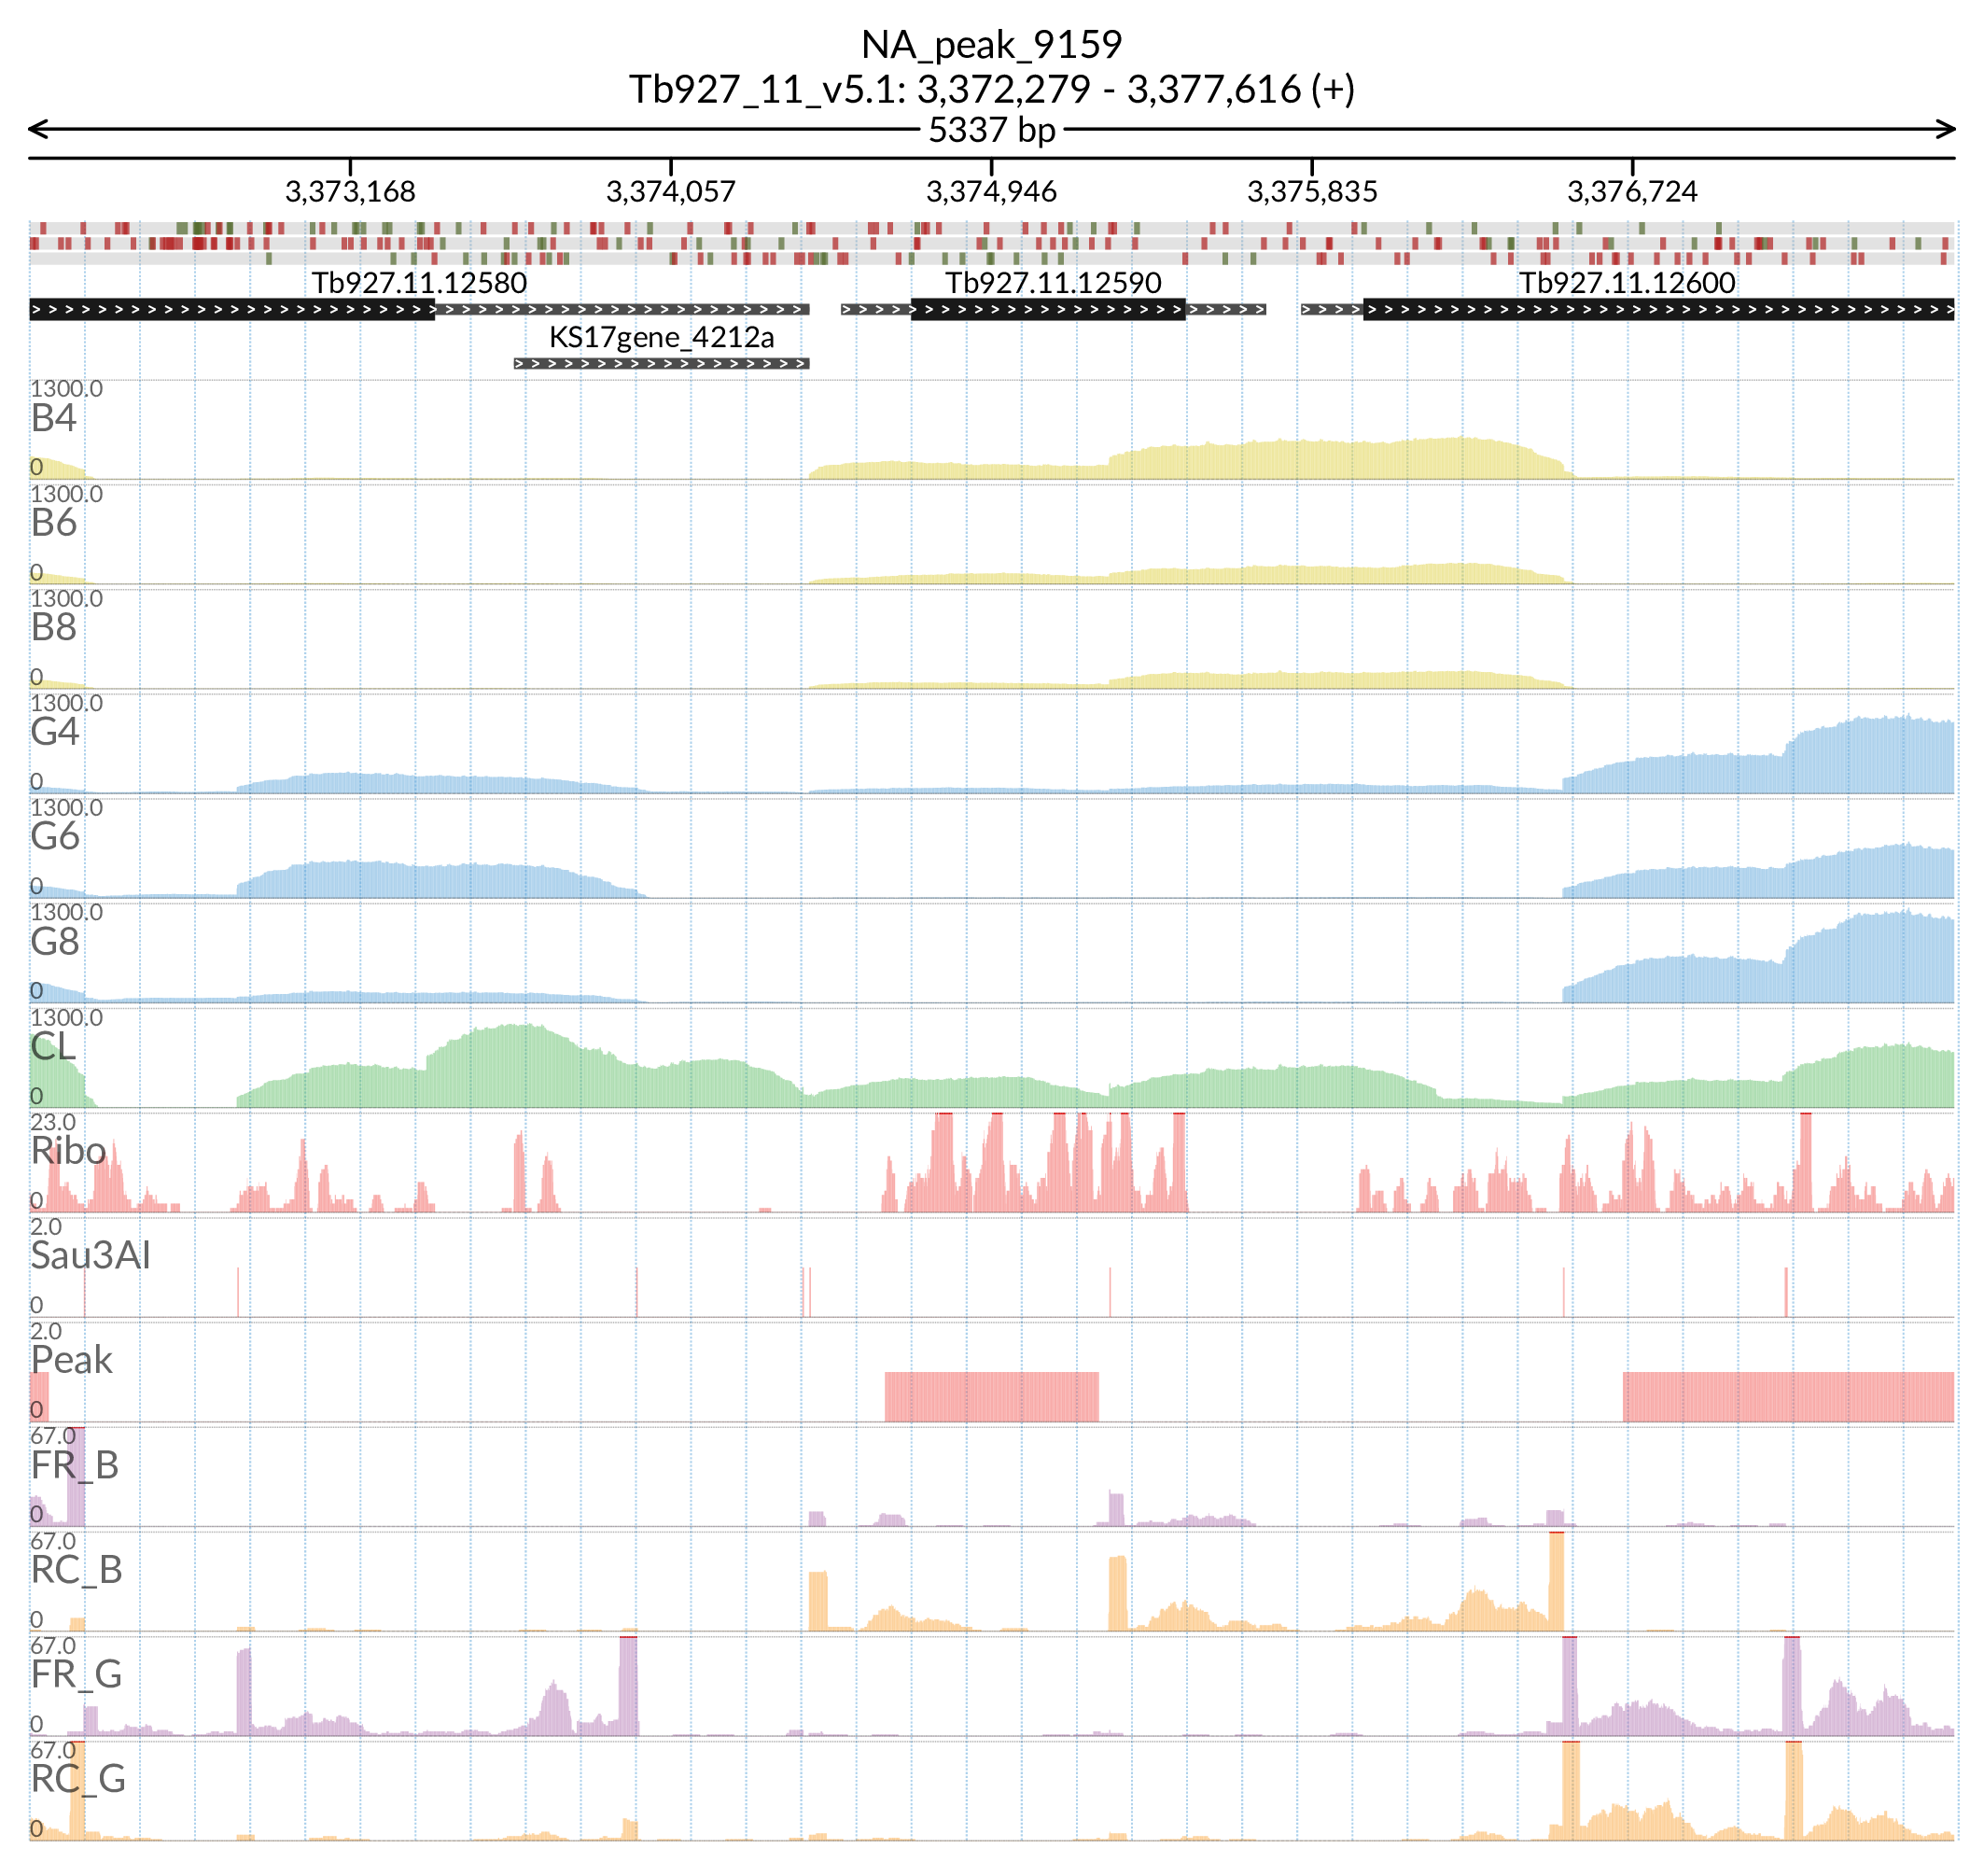 NA_peak_9159
Tb927_11_v5.1: 3,372,279 - 3,377,616 (+)
5337 bp
3,373,168 3,374,057 3,374,946 3,375,835 3,376,724
Tb927.11.12580 Tb927.11.12590 Tb927.11.12600
KS17gene_4212a
1300.0
B4
0
1300.0
B6
0
1300.0
B8
0
1300.0
G4
0
1300.0
G6
0
1300.0
G8
0
1300.0
CL
0
23.0
Ribo
0
2.0
Sau3AI
0
2.0
Peak
0
67.0
FR_B
0
67.0
RC_B
0
67.0
FR_G
0
67.0
RC_G
0